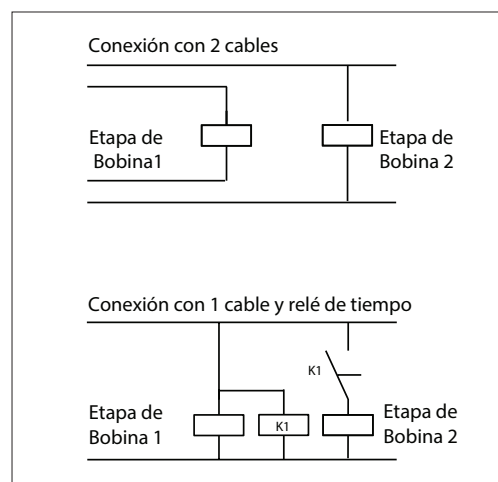 Conexión con 2 cables
Etapa de
Bobina1
Etapa de
Bobina 2
Conexión con 1 cable y relé de tiempo
K1
Etapa de
Bobina 1
K1
Etapa de
Bobina 2